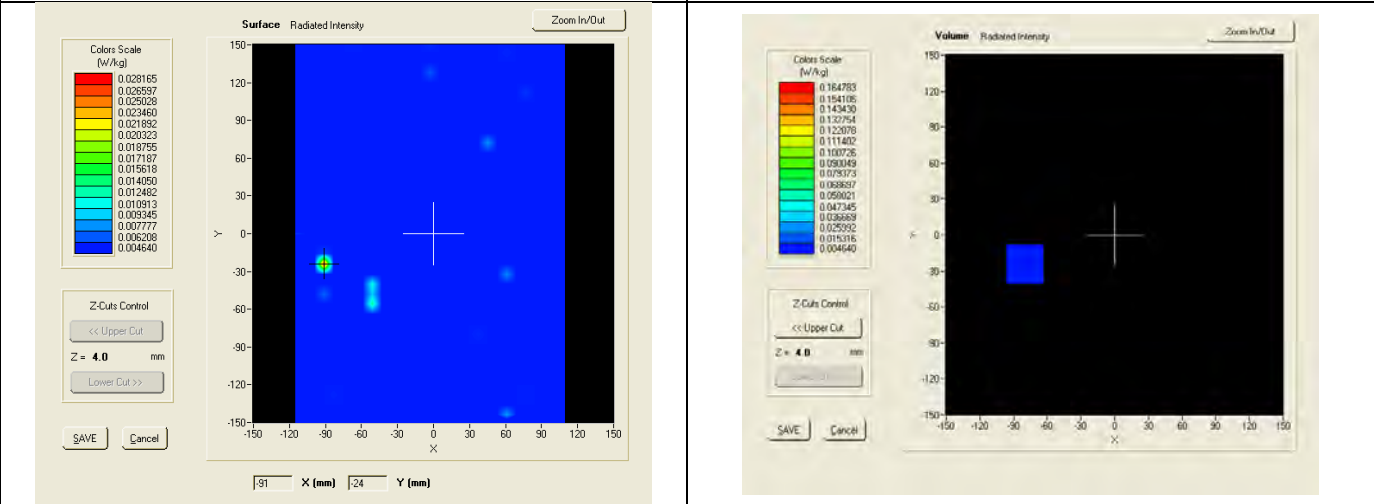 Surface Radiated Intensity
Zoom In/Out
Colors Scale
(W/kg)
0.028165
0.026597
0.025028
0.023460
0.021892
0.020323
0.018755
0.017187
0.015618
0.014050
0.012482
0.010913
0.009345
0.007777
0.006208
0.004640
Z-Cuts Control
<< Upper Cut
Z = 4.0 mm
Lower Cut >>
SAVE Cancel
150
120
90
60
30
Y 0
-30
-60
-90
-120
-150
-150 -120 -90 -60 -30 0 30 60 90 120 150
X
-91 X (mm) -24 Y (mm)
Volume Radiated Intensity
Zoom In/Out
Colors Scale
(W/kg)
0.164783
0.154106
0.143430
0.132754
0.122078
0.111402
0.100726
0.090049
0.079373
0.068697
0.058021
0.047345
0.036669
0.025992
0.015316
0.004640
Z-Cuts Control
<< Upper Cut
Z = 4.0 mm
SAVE Cancel
150
120
90
60
30
Y 0
-30
-60
-90
-120
-150
-150 -120 -90 -60 -30 0 30 60 90 120 150
X